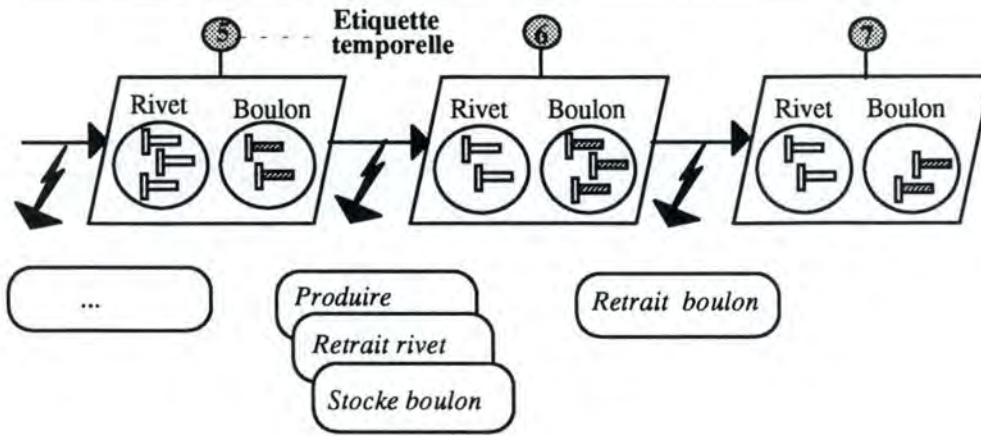 5
Etiquette
temporelle
6
7
Rivet
Boulon
Rivet
Boulon
Rivet
Boulon
...
Produire
Retrait rivet
Stocke boulon
Retrait boulon